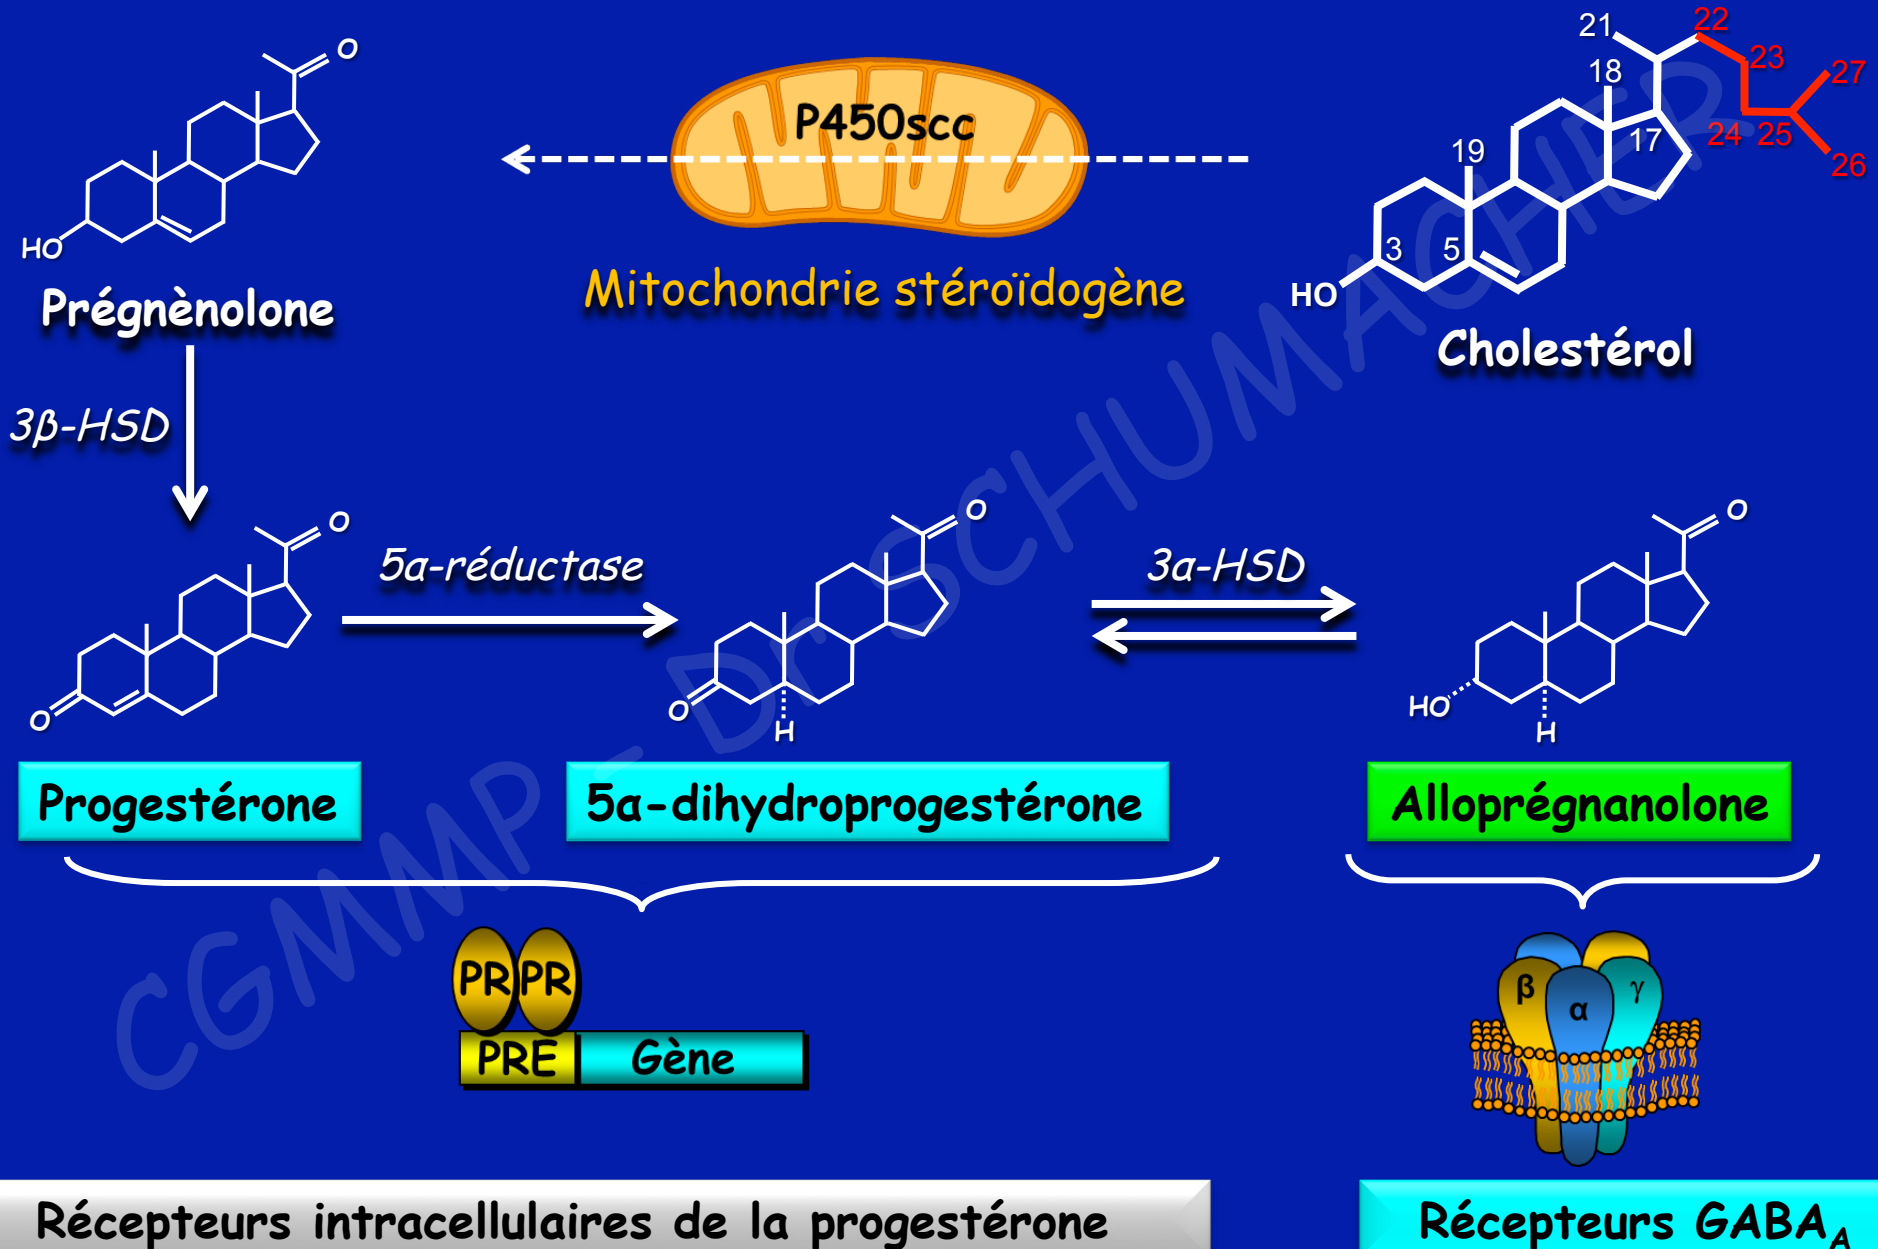 O
HO
Prégnènolone
P450scc
Mitochondrie stéroïdogène
21
22
23
27
18
24
25
26
17
19
3
5
HO
Cholestérol
3β-HSD
O
O
Progestérone
5α-réductase
O
O
H
5α-dihydroprogestérone
3α-HSD
O
HO
H
Alloprégnanolone
PR
PR
PRE
Gène
β
α
γ
Récepteurs intracellulaires de la progestérone
Récepteurs GABAA
CGMMP - Dr SCHUMACHER